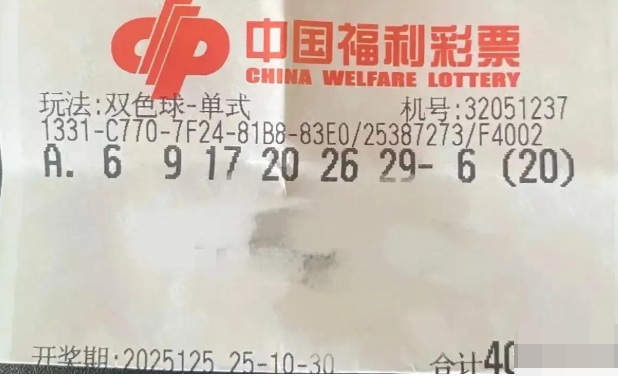 中国福利彩票
CHINA WELFARE LOTTERY
玩法:双色球-单式 机号:32051237
1331-C770-7F24-81B8-83E0/25387273/F4002
A. 6 9 17 20 26 29- 6 (20)
开奖期:2025125 25-10-30 合计40